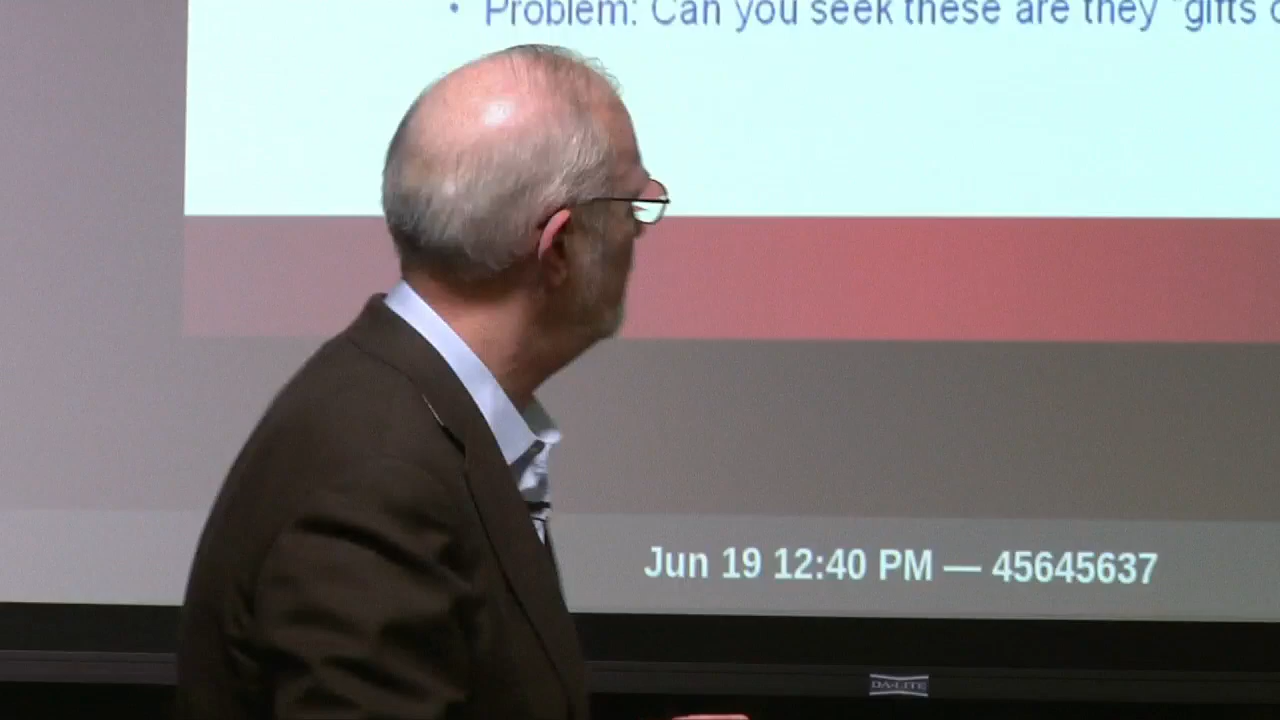 • Problem: Can you seek these are they "gifts
Jun 19 12:40 PM — 45645637
DA-LITE